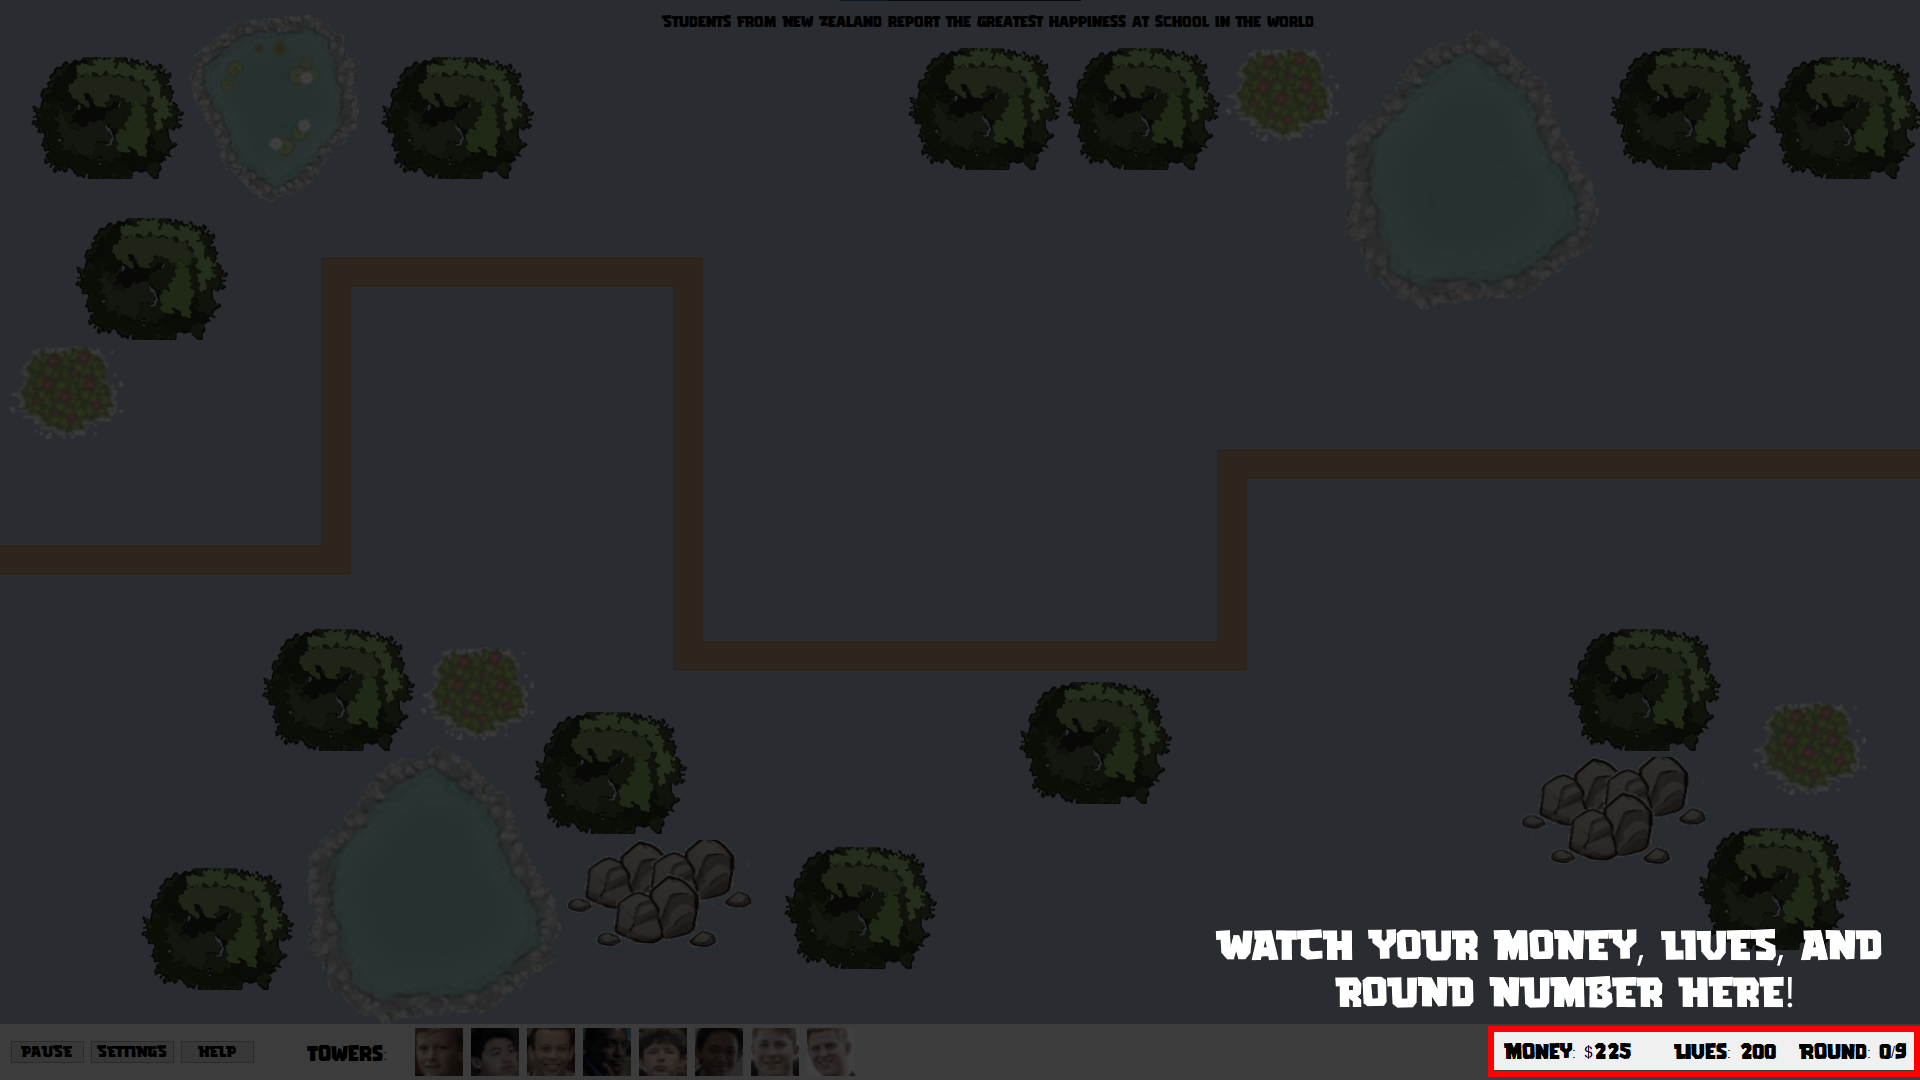 STUDENTS FROM NEW ZEALAND REPORT THE GREATEST HAPPINESS AT SCHOOL IN THE WORLD
WATCH YOUR MONEY, LIVES, AND
ROUND NUMBER HERE!
PAUSE SETTINGS HELP TOWERS: MONEY: $225 LIVES: 200 ROUND: 0/9